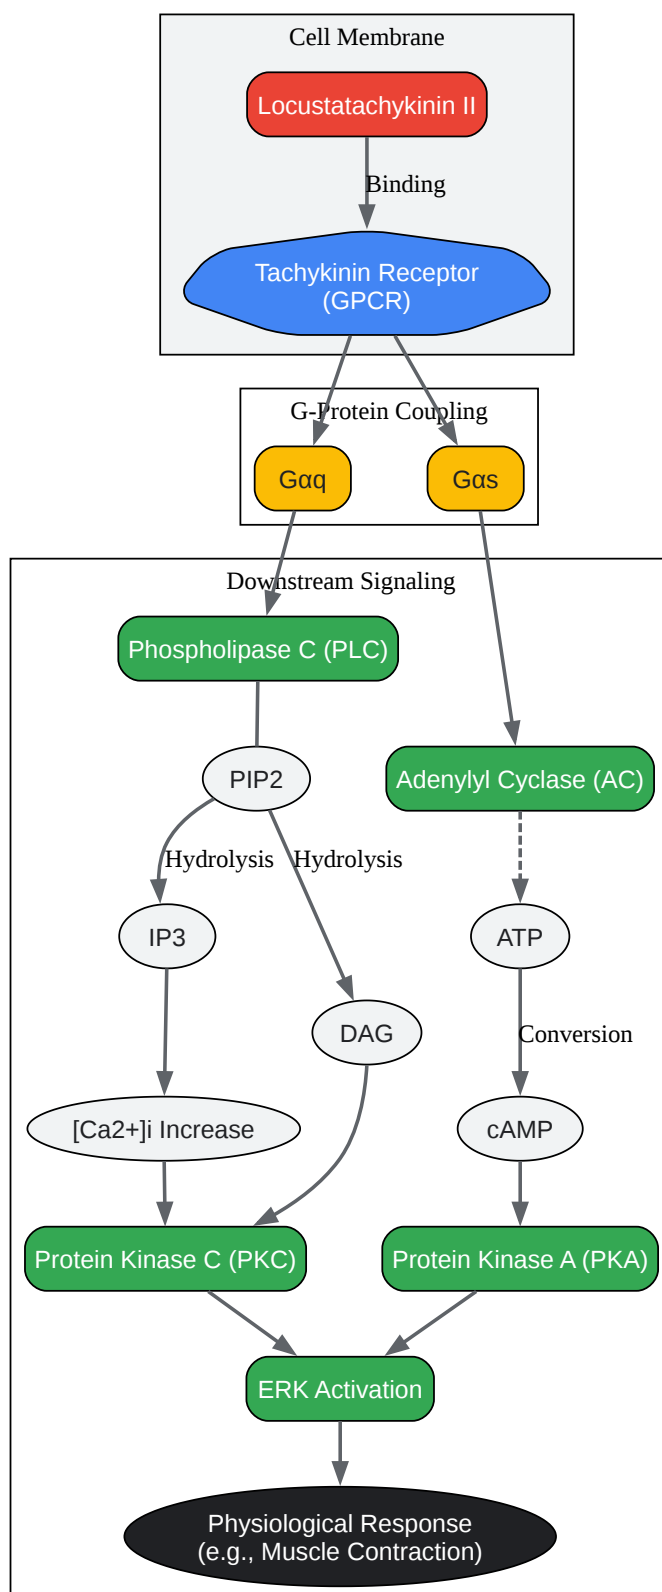 Cell Membrane
Locustatachykinin II
Binding
Tachykinin Receptor
(GPCR)
G-Protein Coupling
Gαq
Gαs
Downstream Signaling
Phospholipase C (PLC)
PIP2
Adenylyl Cyclase (AC)
Hydrolysis
Hydrolysis
IP3
ATP
DAG
Conversion
[Ca2+]i Increase
cAMP
Protein Kinase C (PKC)
Protein Kinase A (PKA)
ERK Activation
Physiological Response
(e.g., Muscle Contraction)